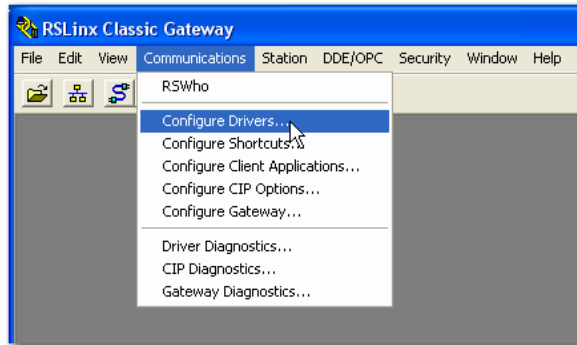 RSLinx Classic Gateway
File Edit View Communications Station DDE/OPC Security Window Help
RSWho
Configure Drivers...
Configure Shortcuts...
Configure Client Applications...
Configure CIP Options...
Configure Gateway...
Driver Diagnostics...
CIP Diagnostics...
Gateway Diagnostics...